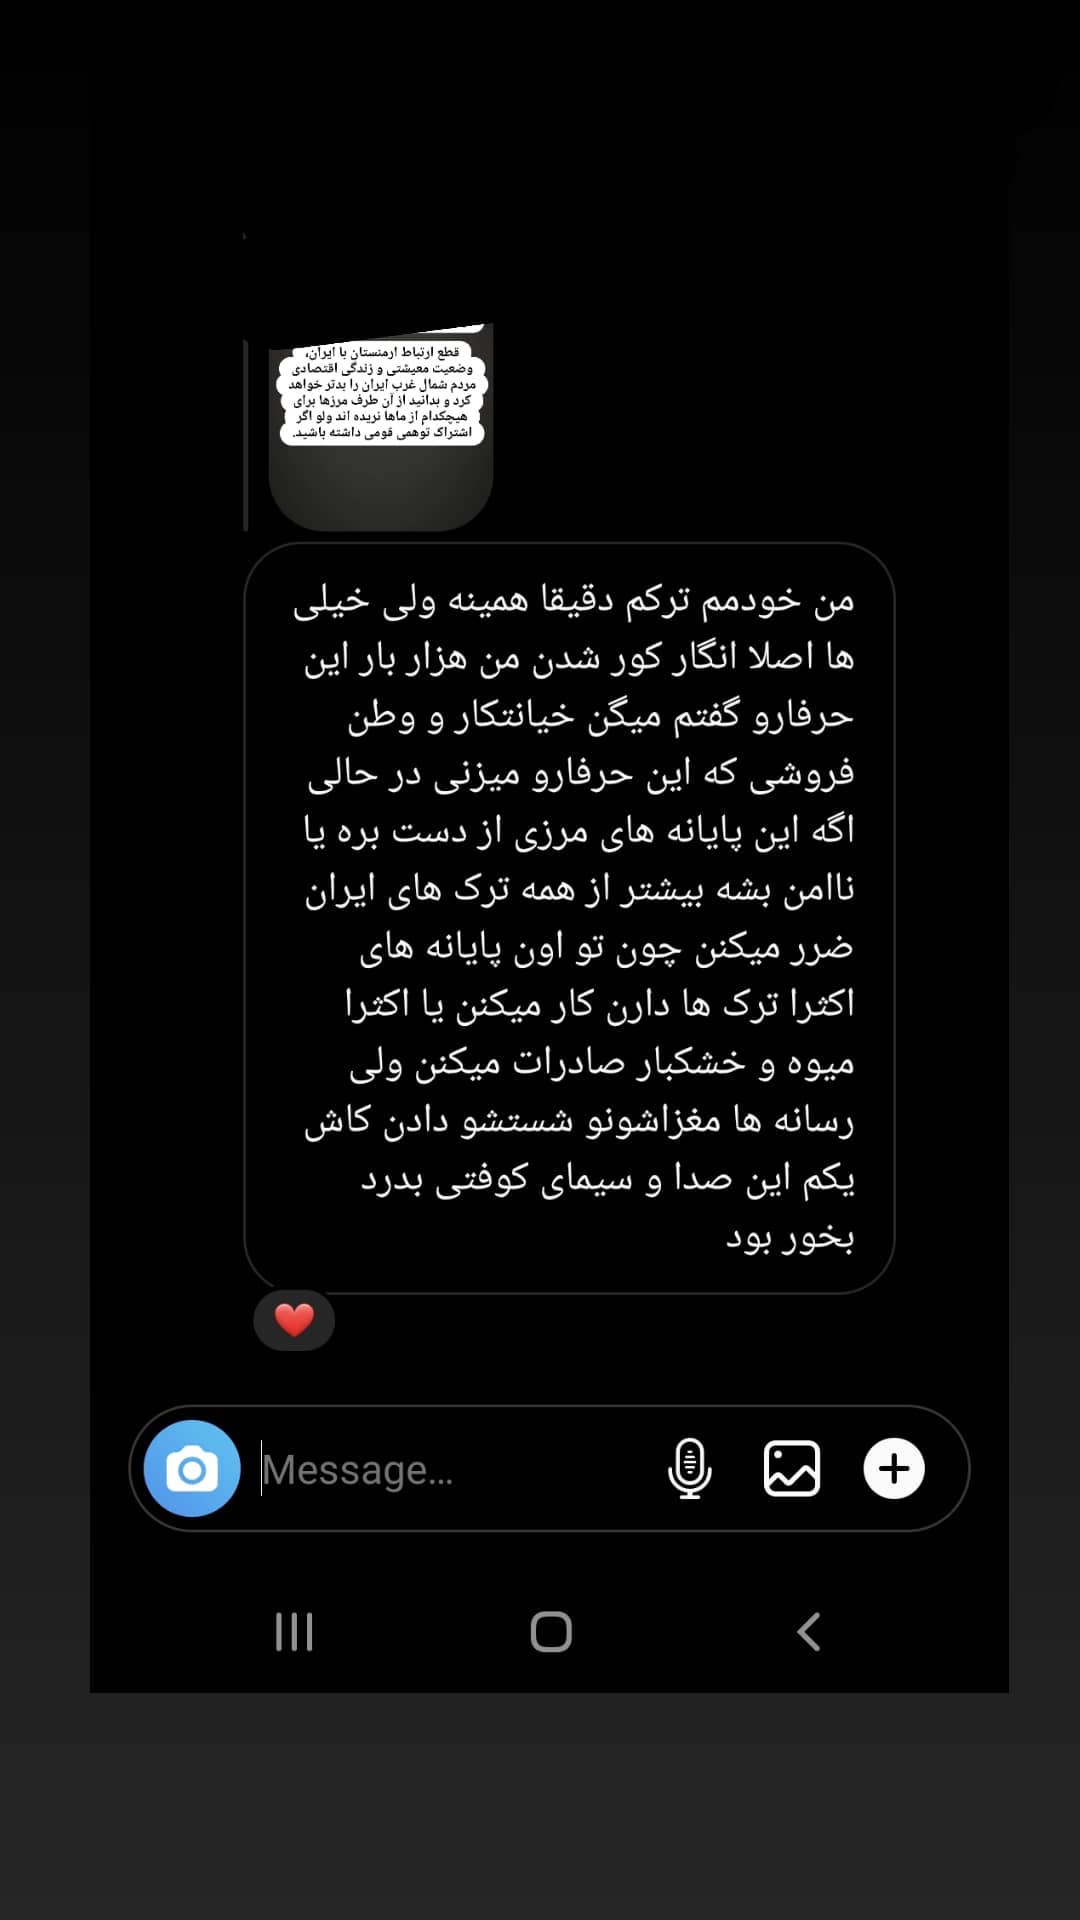 قطع ارتباط ارمنستان با ایران،
وضعیت معیشتی و زندگی اقتصادی
مردم شمال غرب ایران را بدتر خواهد
کرد و بدانید از آن طرف مرزها برای
هیچکدام از ماها نریده اند ولو اگر
اشتراک توهمی قومی داشته باشید.
من خودمم ترکم دقیقا همینه ولی خیلی
ها اصلا انگار کور شدن من هزار بار این
حرفارو گفتم میگن خیانتکار و وطن
فروشی که این حرفارو میزنی در حالی
اگه این پایانه های مرزی از دست بره یا
ناامن بشه بیشتر از همه ترک های ایران
ضرر میکنن چون تو اون پایانه های
اکثرا ترک ها دارن کار میکنن یا اکثرا
میوه و خشکبار صادرات میکنن ولی
رسانه ها مغزاشونو شستشو دادن کاش
یکم این صدا و سیمای کوفتی بدرد
بخور بود
Message...